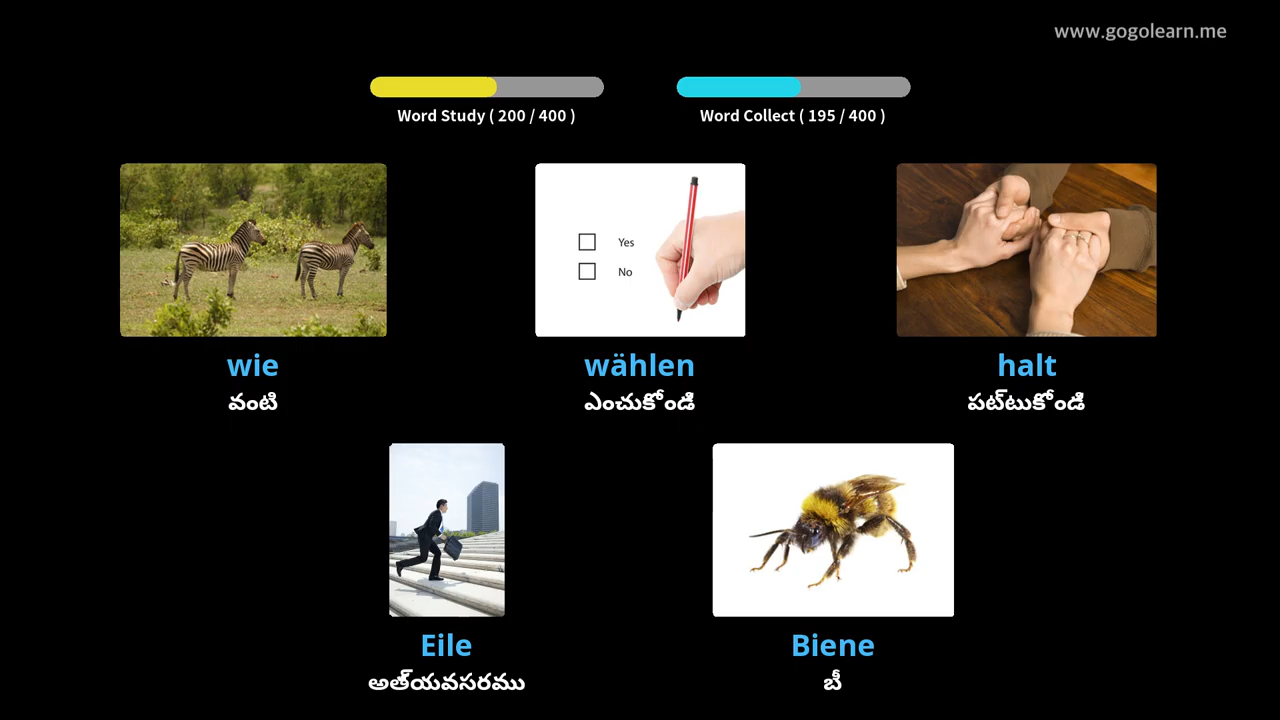 www.gogolearn.me
Word Study ( 200 / 400 )
Word Collect ( 195 / 400 )
wie
వంటి
Yes
No
wählen
ఎంచుకోండి
halt
పట్టుకోండి
Eile
అత్యవసరము
Biene
బీ